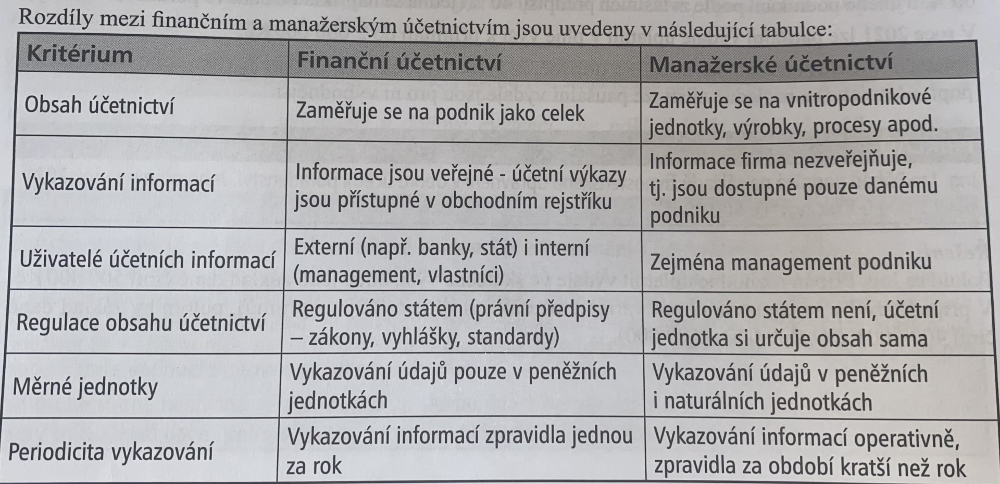 Rozdíly mezi finančním a manažerským účetnictvím jsou uvedeny v následující tabulce:
Kritérium
Finanční účetnictví
Manažerské účetnictví
Obsah účetnictví
Zaměřuje se na podnik jako celek
Zaměřuje se na vnitropodnikové
jednotky, výrobky, procesy apod.
Vykazování informací
Informace jsou veřejné - účetní výkazy
jsou přístupné v obchodním rejstříku
Informace firma nezveřejňuje,
tj. jsou dostupné pouze danému
podniku
Uživatelé účetních informací
Externí (např. banky, stát) i interní
(management, vlastníci)
Zejména management podniku
Regulace obsahu účetnictví
Regulováno státem (právní předpisy
– zákony, vyhlášky, standardy)
Regulováno státem není, účetní
jednotka si určuje obsah sama
Měrné jednotky
Vykazování údajů pouze v peněžních
jednotkách
Vykazování údajů v peněžních
i naturálních jednotkách
Periodicita vykazování
Vykazování informací zpravidla jednou
za rok
Vykazování informací operativně,
zpravidla za období kratší než rok